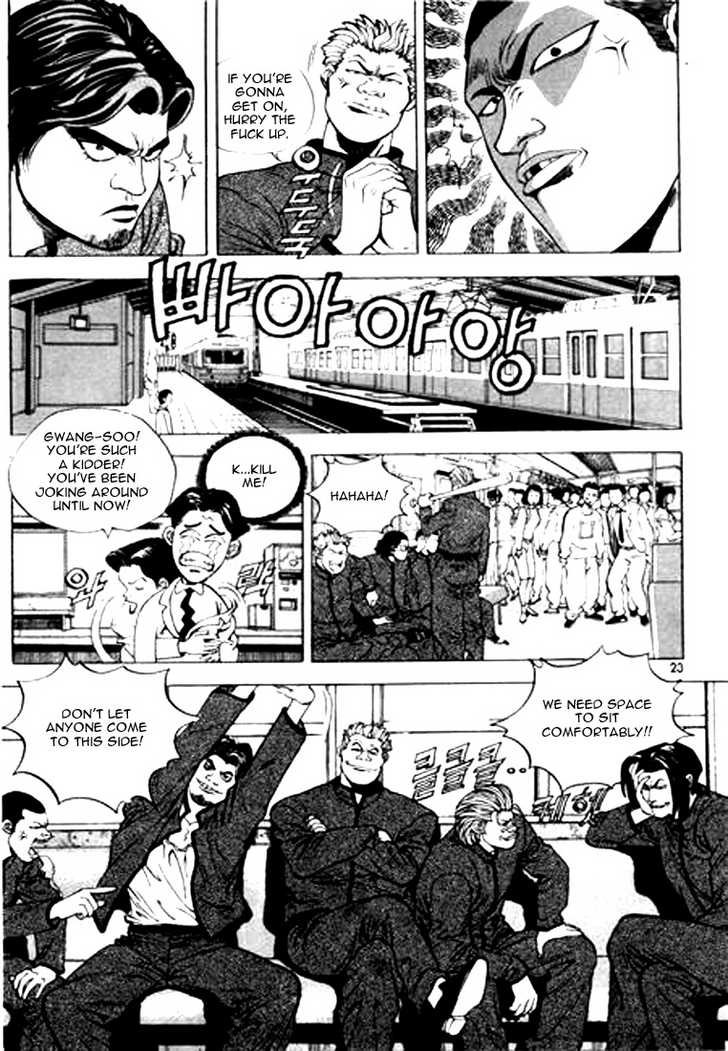 IF YOU'RE
GONNA
GET ON,
HURRY THE
FUCK UP.
빠아아앙
GWANG-SOO!
YOU'RE SUCH
A KIDDER!
YOU'VE BEEN
JOKING AROUND
UNTIL NOW!
K...KILL
ME!
HAHAHA!
23
DON'T LET
ANYONE COME
TO THIS SIDE!
WE NEED SPACE
TO SIT
COMFORTABLY!!